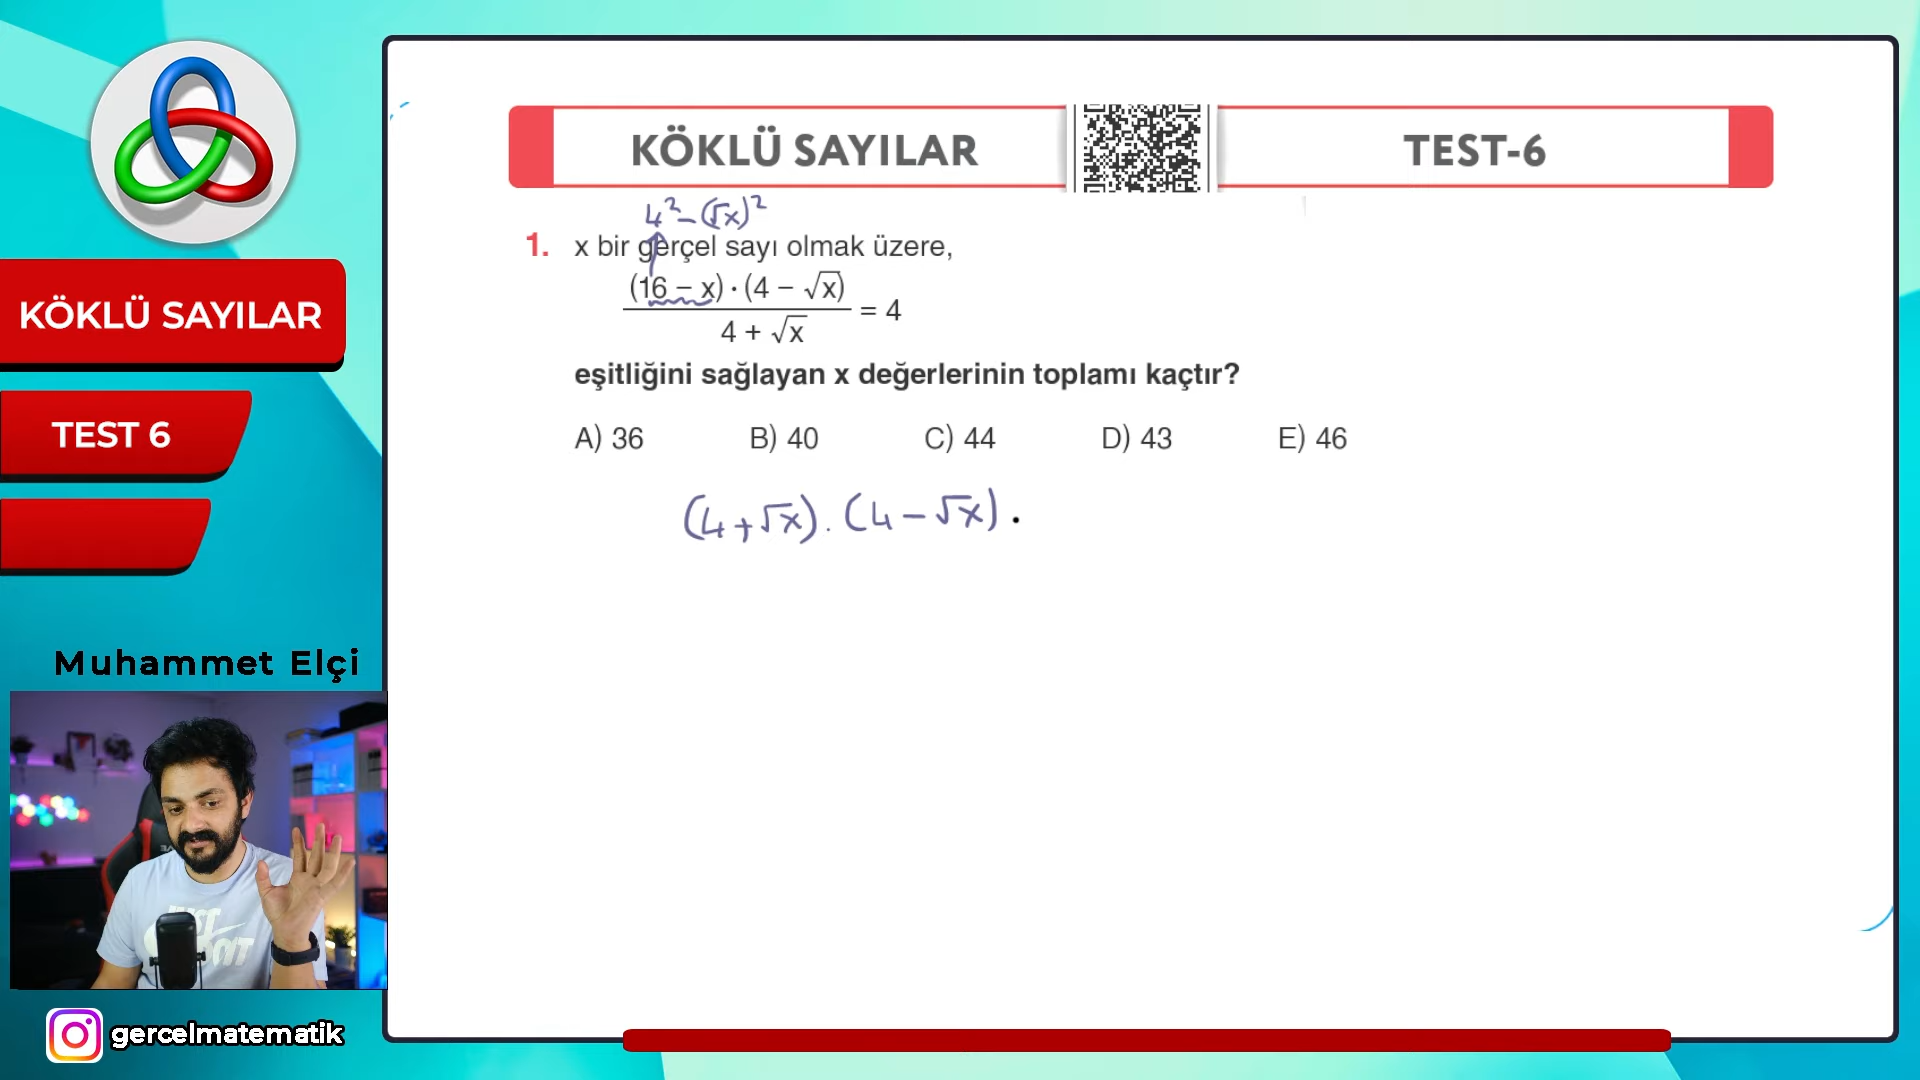 KÖKLÜ SAYILAR
TEST 6
Muhammet Elçi
JUST
gercelmatematik
KÖKLÜ SAYILAR TEST-6
4² - (√x)²
1. x bir gerçel sayı olmak üzere,
(16 − x) · (4 − √x)
= 4
4 + √x
eşitliğini sağlayan x değerlerinin toplamı kaçtır?
A) 36 B) 40 C) 44 D) 43 E) 46
(4+√x) . (4-√x) .